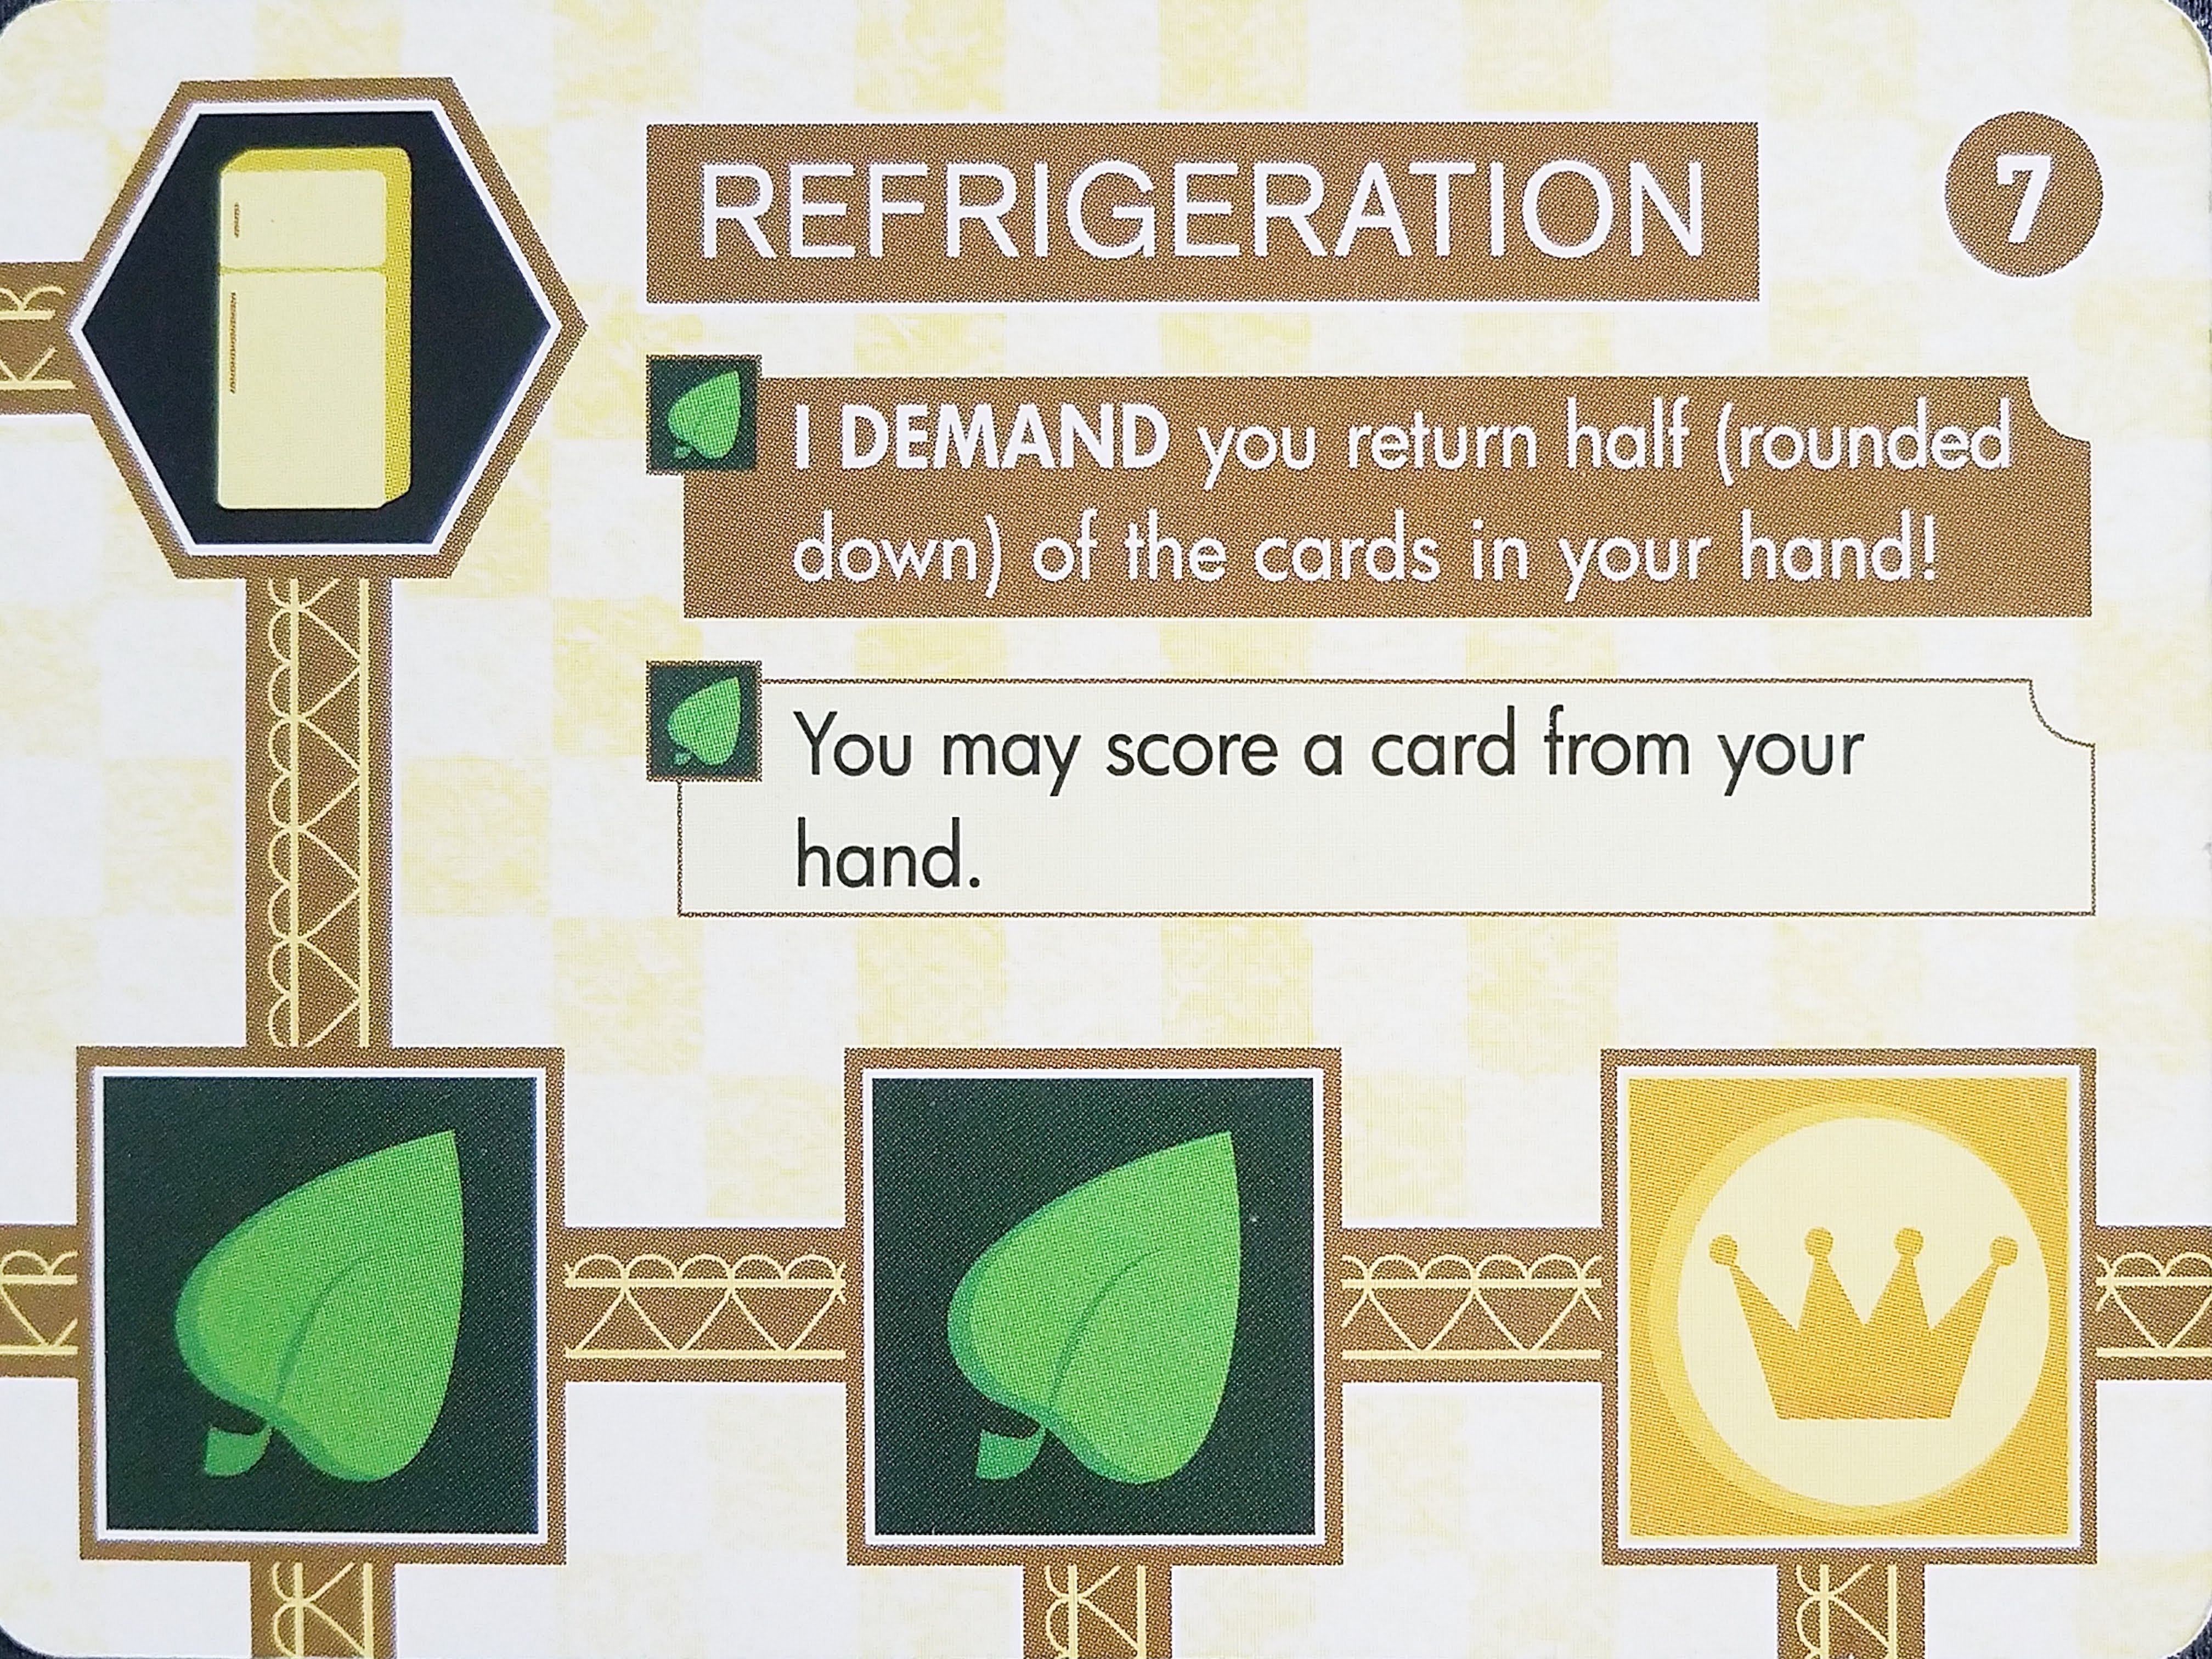 REFRIGERATION
7
I DEMAND you return half (rounded
down) of the cards in your hand!
You may score a card from your
hand.